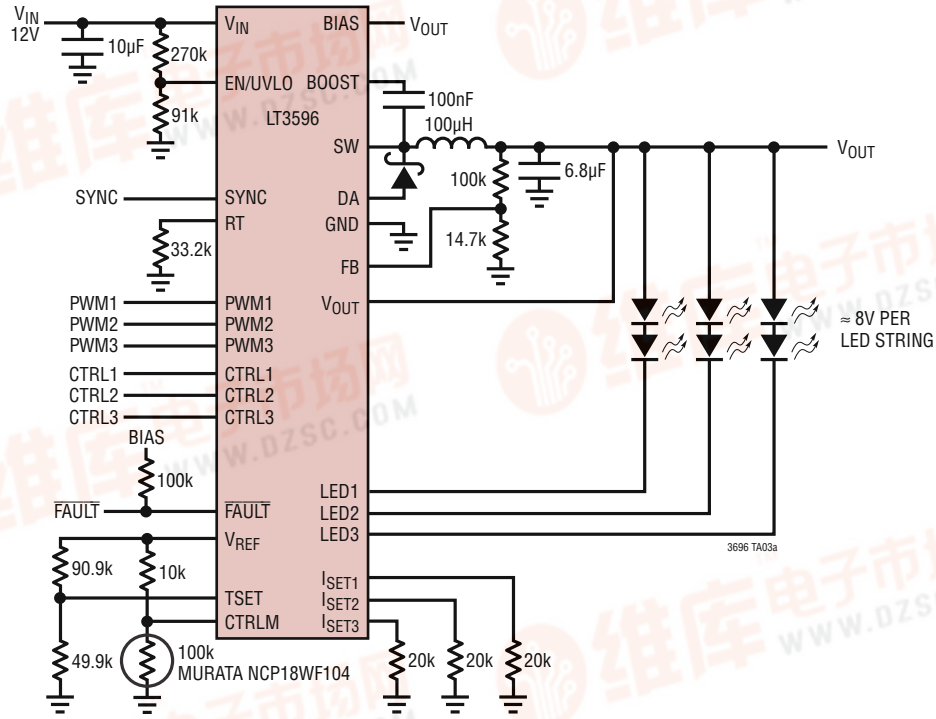 VIN
12V
10µF
270k
91k
VIN
EN/UVLO
LT3596
BIAS
VOUT
BOOST
100nF
100µH
SW
VOUT
100k
6.8µF
DA
GND
14.7k
FB
VOUT
SYNC
SYNC
RT
33.2k
PWM1
PWM1
PWM2
PWM2
PWM3
PWM3
CTRL1
CTRL1
CTRL2
CTRL2
CTRL3
CTRL3
≈ 8V PER
LED STRING
BIAS
100k
FAULT
FAULT
LED1
LED2
LED3
3696 TA03a
VREF
90.9k
10k
TSET
CTRLM
49.9k
100k
MURATA NCP18WF104
ISET1
ISET2
ISET3
20k
20k
20k
维库电子市场网
WWW.DZSC.COM
TM